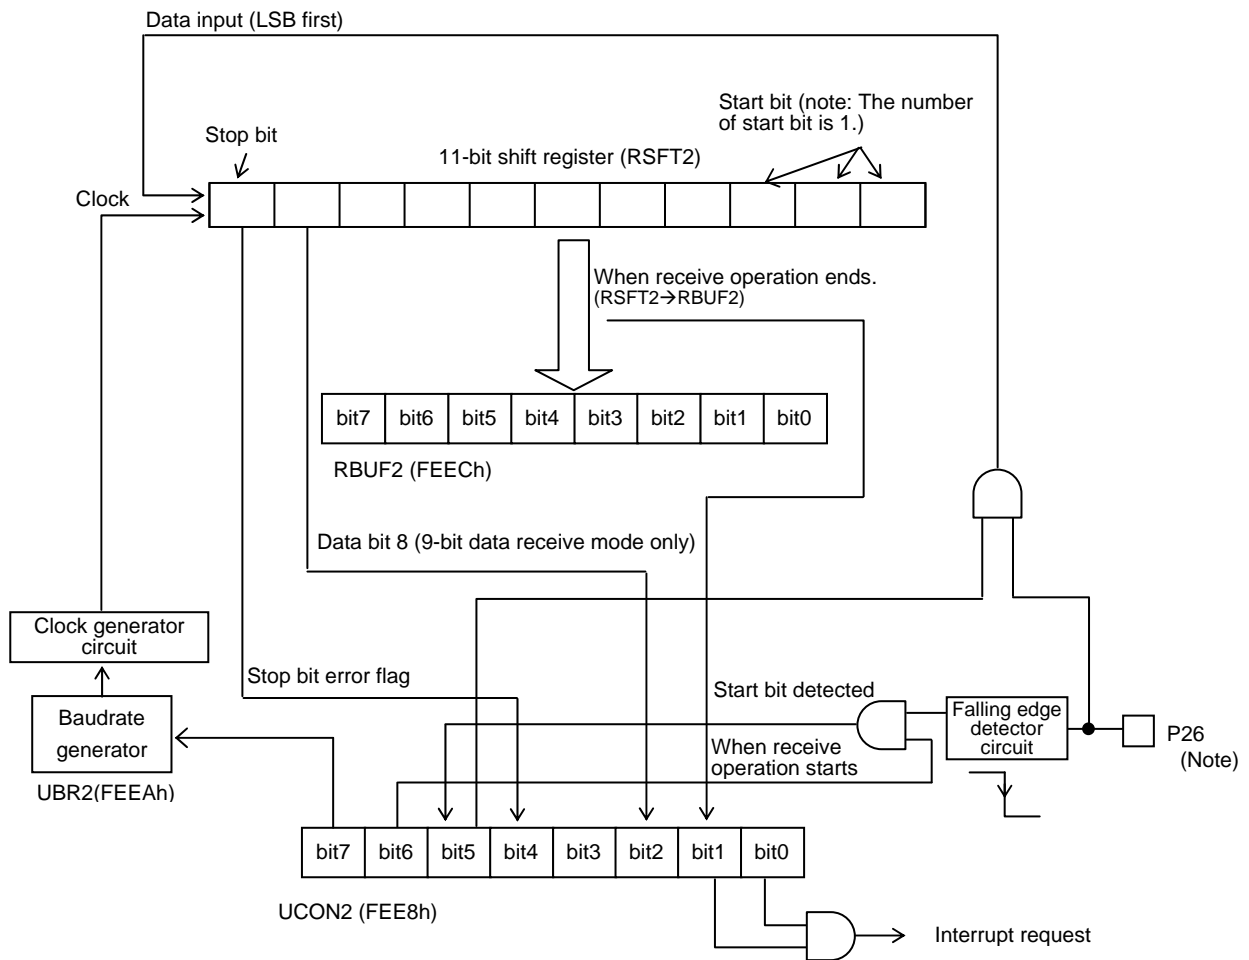 Data input (LSB first)
Start bit (note: The number
of start bit is 1.)
Stop bit
11-bit shift register (RSFT2)
Clock
When receive operation ends.
(RSFT2→RBUF2)
bit7 bit6 bit5 bit4 bit3 bit2 bit1 bit0
RBUF2 (FEECh)
Data bit 8 (9-bit data receive mode only)
Clock generator
circuit
Stop bit error flag
Start bit detected
Baudrate
generator
Falling edge
detector
circuit
P26
(Note)
When receive
operation starts
UBR2(FEEAh)
bit7 bit6 bit5 bit4 bit3 bit2 bit1 bit0
UCON2 (FEE8h)
Interrupt request